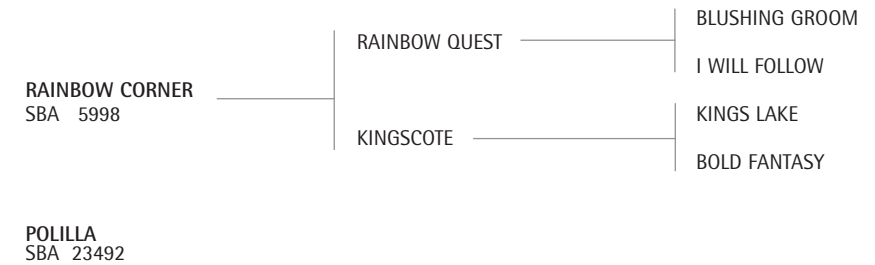 BLUSHING GROOM
RAINBOW QUEST
I WILL FOLLOW
RAINBOW CORNER
SBA 5998
KINGS LAKE
KINGSCOTE
BOLD FANTASY
POLILLA
SBA 23492